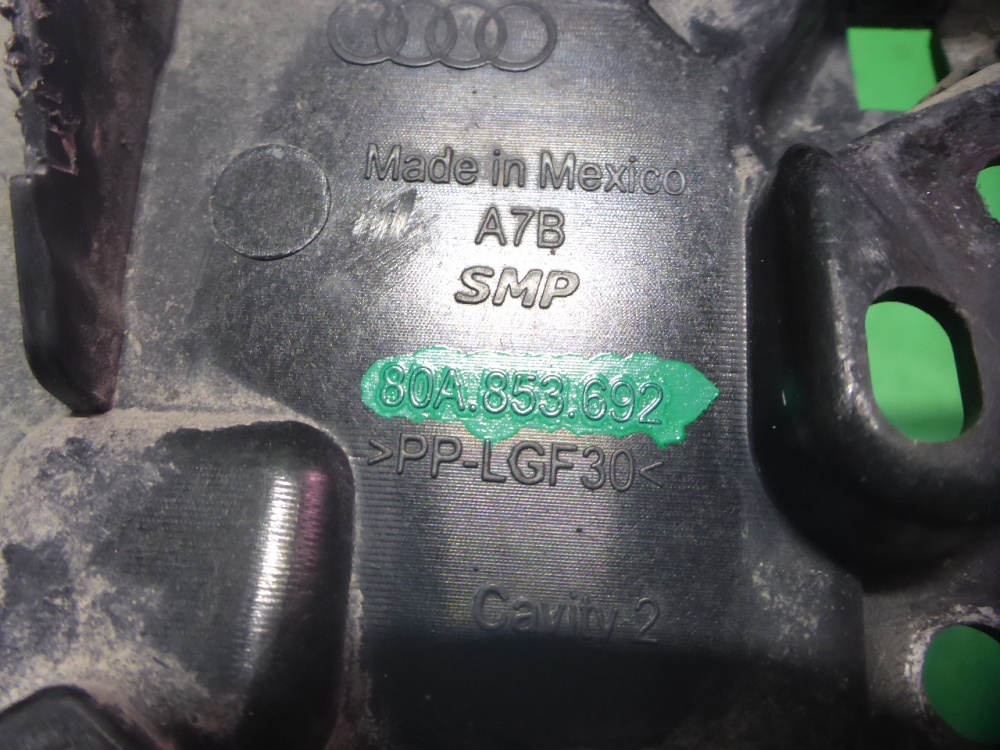 Made in Mexico
A7B
SMP
80A.853.692
>PP-LGF30<
Cavity 2